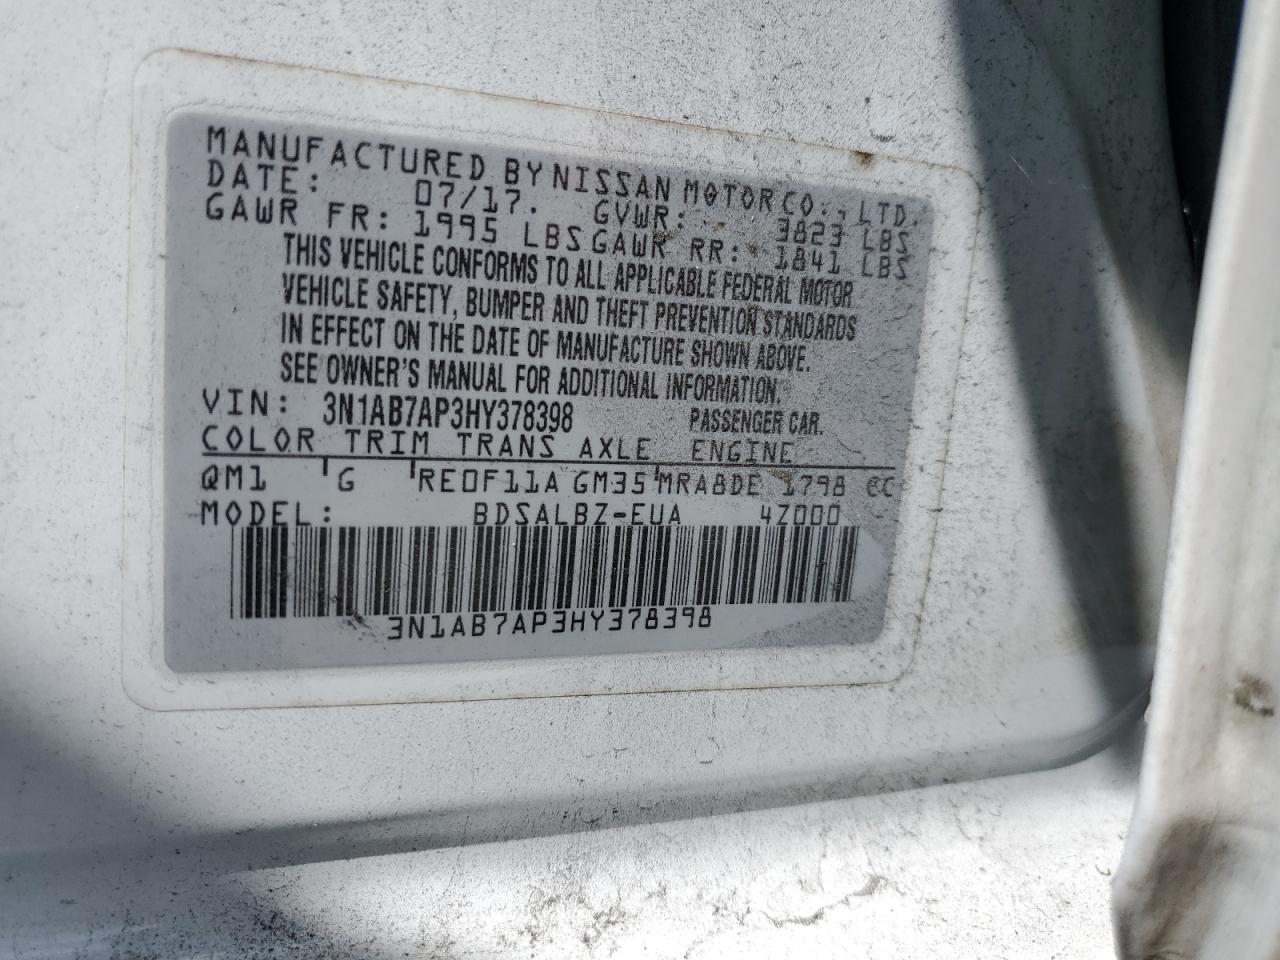 MANUFACTURED BY NISSAN MOTOR CO., LTD.
DATE: 07/17. GVWR: 3823 LBS
GAWR FR: 1995 LBS GAWR RR: 1841 LBS
THIS VEHICLE CONFORMS TO ALL APPLICABLE FEDERAL MOTOR
VEHICLE SAFETY, BUMPER AND THEFT PREVENTION STANDARDS
IN EFFECT ON THE DATE OF MANUFACTURE SHOWN ABOVE.
SEE OWNER'S MANUAL FOR ADDITIONAL INFORMATION.
VIN: 3N1AB7AP3HY378398 PASSENGER CAR.
COLOR TRIM TRANS AXLE ENGINE
QM1 G RE0F11A GM35 MRA8DE 1798 CC
MODEL: BDSALBZ-EUA 4Z000
3N1AB7AP3HY378398